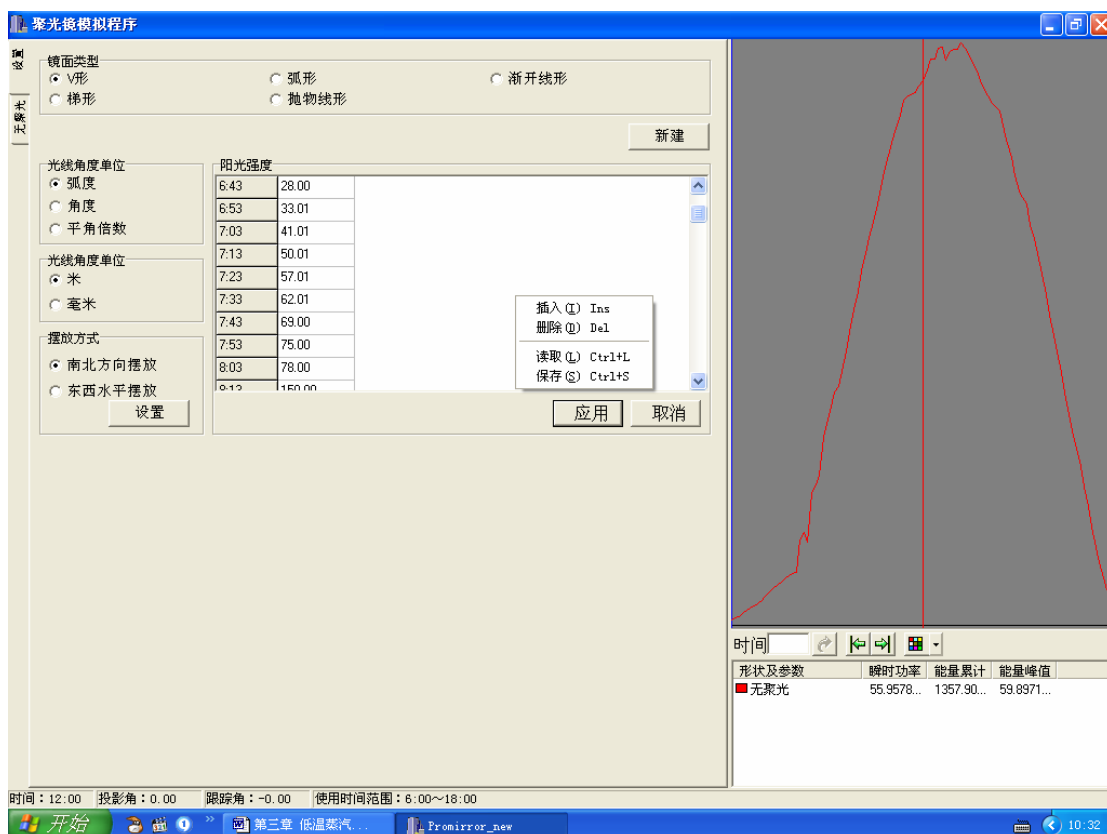 聚光镜模拟程序
设置
无聚光
镜面类型
V形 弧形 渐开线形
梯形 抛物线形
新建
光线角度单位
弧度
角度
平角倍数
光线角度单位
米
毫米
摆放方式
南北方向摆放
东西水平摆放
设置
阳光强度
6:43 28.00
6:53 33.01
7:03 41.01
7:13 50.01
7:23 57.01
7:33 62.01
7:43 69.00
7:53 75.00
8:03 78.00
8:13 150.00
插入(I) Ins
删除(D) Del
读取(L) Ctrl+L
保存(S) Ctrl+S
应用 取消
时间
形状及参数 瞬时功率 能量累计 能量峰值
无聚光 55.9578... 1357.90... 59.8971...
时间：12:00 投影角：0.00 跟踪角：-0.00 使用时间范围：6:00～18:00
开始 第三章 低温蒸汽... Promirror_new 10:32